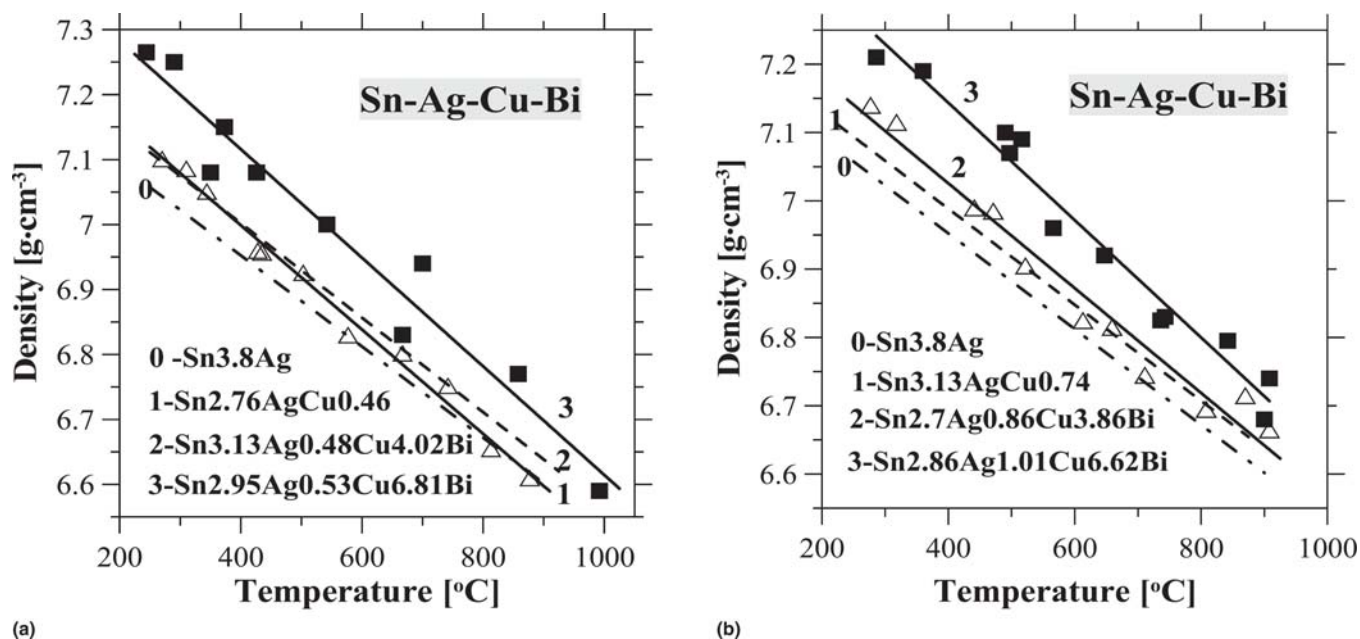 7.3
7.2
7.1
7
6.9
6.8
6.7
6.6
Density [g·cm⁻³]
Sn-Ag-Cu-Bi
0
3
2
1
0 -Sn3.8Ag
1-Sn2.76AgCu0.46
2-Sn3.13Ag0.48Cu4.02Bi
3-Sn2.95Ag0.53Cu6.81Bi
200 400 600 800 1000
Temperature [°C]
(a)
7.2
7.1
7
6.9
6.8
6.7
6.6
Density [g·cm⁻³]
Sn-Ag-Cu-Bi
3
1
2
0
0-Sn3.8Ag
1-Sn3.13AgCu0.74
2-Sn2.7Ag0.86Cu3.86Bi
3-Sn2.86Ag1.01Cu6.62Bi
200 400 600 800 1000
Temperature [°C]
(b)